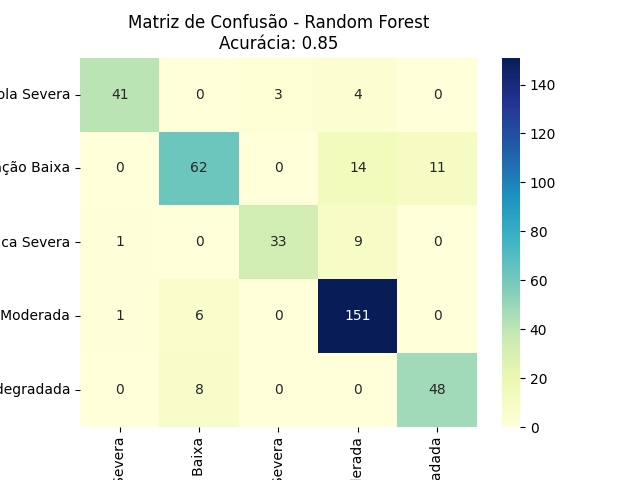 Matriz de Confusão - Random Forest
Acurácia: 0.85
ola Severa 41 0 3 4 0
ação Baixa 0 62 0 14 11
ca Severa 1 0 33 9 0
Moderada 1 6 0 151 0
degradada 0 8 0 0 48
Severa
Baixa
Severa
derada
adada
140
120
100
80
60
40
20
0